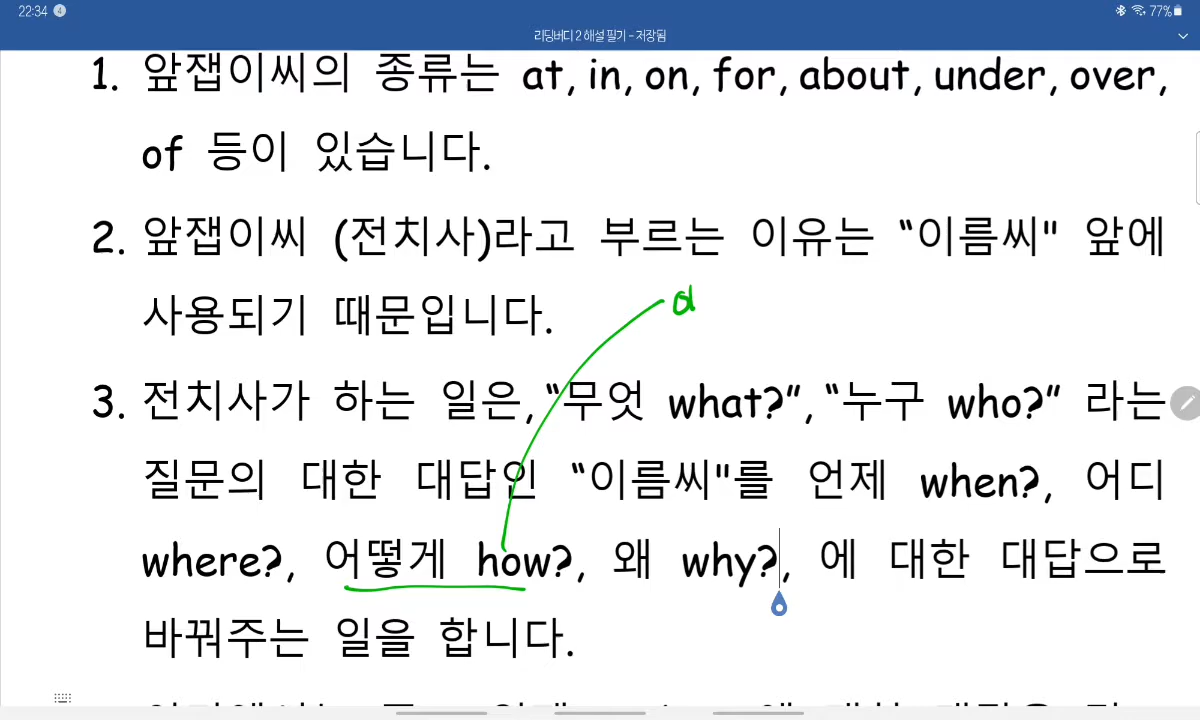 22:34 4 77%
리딩버디 2 해설 필기 - 저장됨
1. 앞잽이씨의 종류는 at, in, on, for, about, under, over,
of 등이 있습니다.
2. 앞잽이씨 (전치사)라고 부르는 이유는 “이름씨" 앞에
사용되기 때문입니다.
a
3. 전치사가 하는 일은, “무엇 what?”, “누구 who?” 라는
질문의 대한 대답인 “이름씨"를 언제 when?, 어디
where?, 어떻게 how?, 왜 why?, 에 대한 대답으로
바꿔주는 일을 합니다.